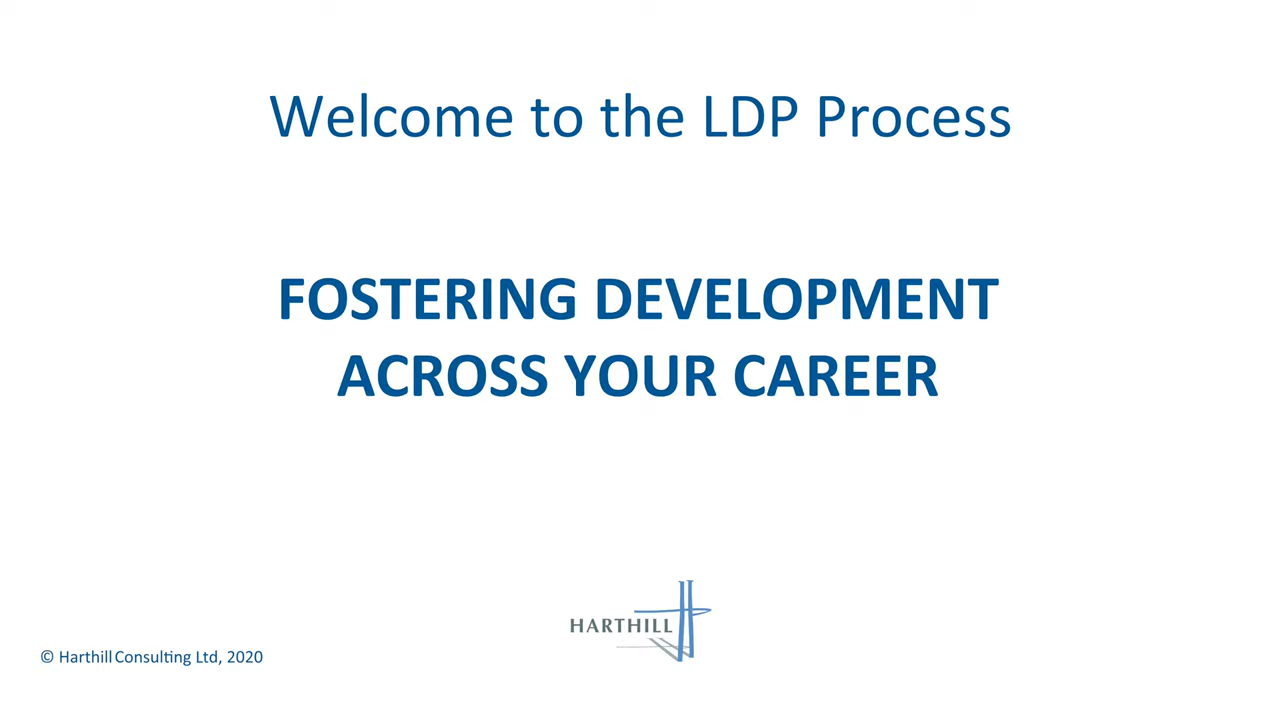 Welcome to the LDP Process
FOSTERING DEVELOPMENT
ACROSS YOUR CAREER
HARTHILL
© Harthill Consulting Ltd, 2020